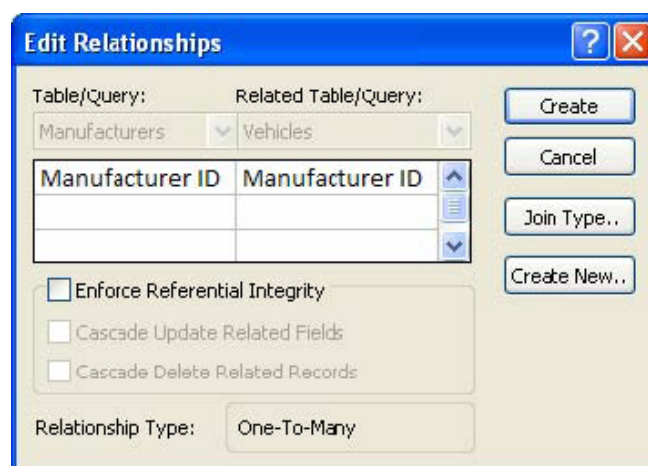 Edit Relationships
Table/Query: Related Table/Query:
Manufacturers Vehicles
Manufacturer ID Manufacturer ID
Enforce Referential Integrity
Cascade Update Related Fields
Cascade Delete Related Records
Relationship Type: One-To-Many
Create
Cancel
Join Type..
Create New..